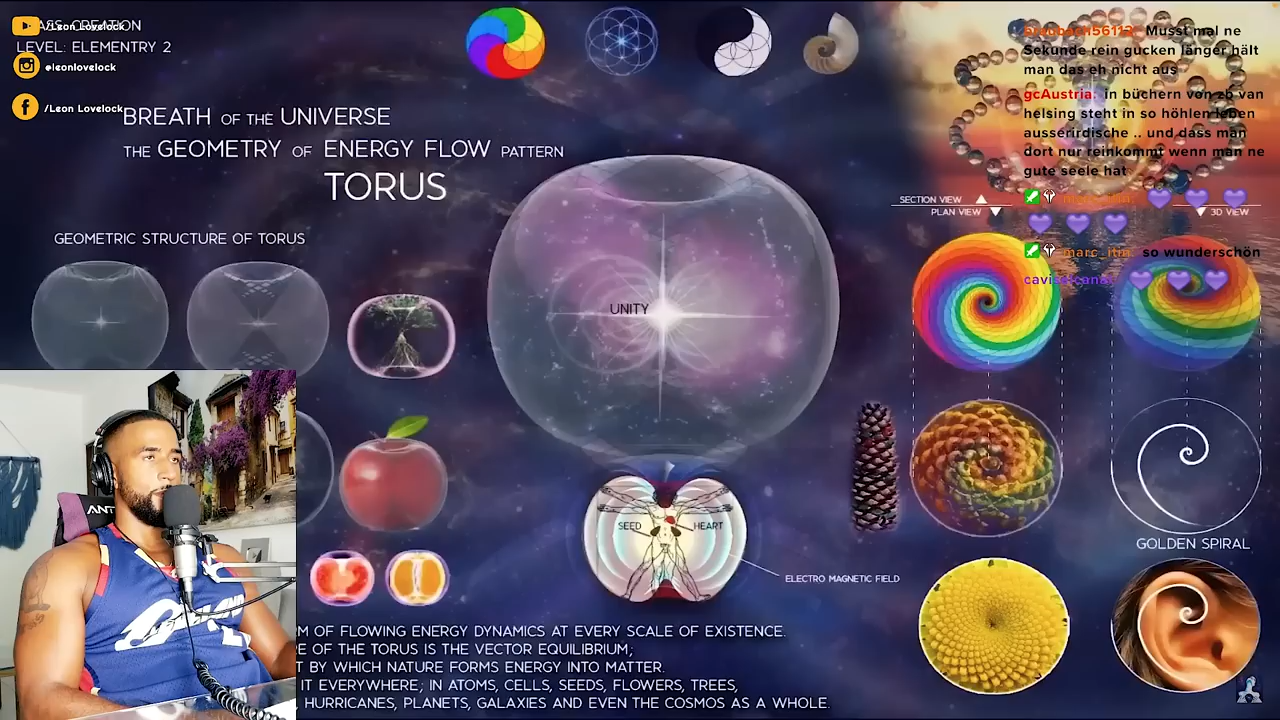 CREATION
/Leon Lovelock
LEVEL: ELEMENTRY 2
@leonlovelock
/Leon Lovelock
BREATH OF THE UNIVERSE
THE GEOMETRY OF ENERGY FLOW PATTERN
TORUS
GEOMETRIC STRUCTURE OF TORUS
UNITY
SEED
HEART
ELECTRO MAGNETIC FIELD
SECTION VIEW
PLAN VIEW
3D VIEW
GOLDEN SPIRAL
Musst mal ne
Sekunde rein gucken länger hält
man das eh nicht aus
gcAustria: In büchern von zb van
helsing steht in so höhlen leben
ausserirdische .. und dass man
dort nur reinkommt wenn man ne
gute seele hat
so wunderschön
ANT
OF FLOWING ENERGY DYNAMICS AT EVERY SCALE OF EXISTENCE.
OF THE TORUS IS THE VECTOR EQUILIBRIUM;
BY WHICH NATURE FORMS ENERGY INTO MATTER.
IT EVERYWHERE; IN ATOMS, CELLS, SEEDS, FLOWERS, TREES,
HURRICANES, PLANETS, GALAXIES AND EVEN THE COSMOS AS A WHOLE.